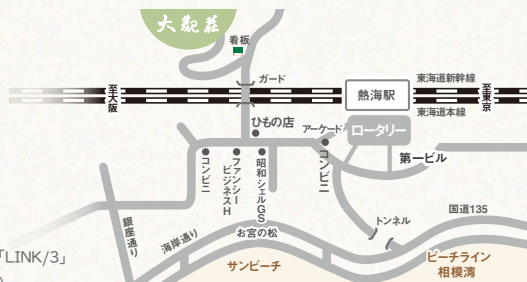 大観荘
看板
ガード
東海道新幹線
至大阪
熱海駅
至東京
東海道本線
ひもの店
アーケード
ロータリー
コンビニ
ファンシービジネスH
昭和シェルGS
コンビニ
第一ビル
銀座通り
海岸通り
お宮の松
トンネル
国道135
サンビーチ
ビーチライン
相模湾
「LINK/3」